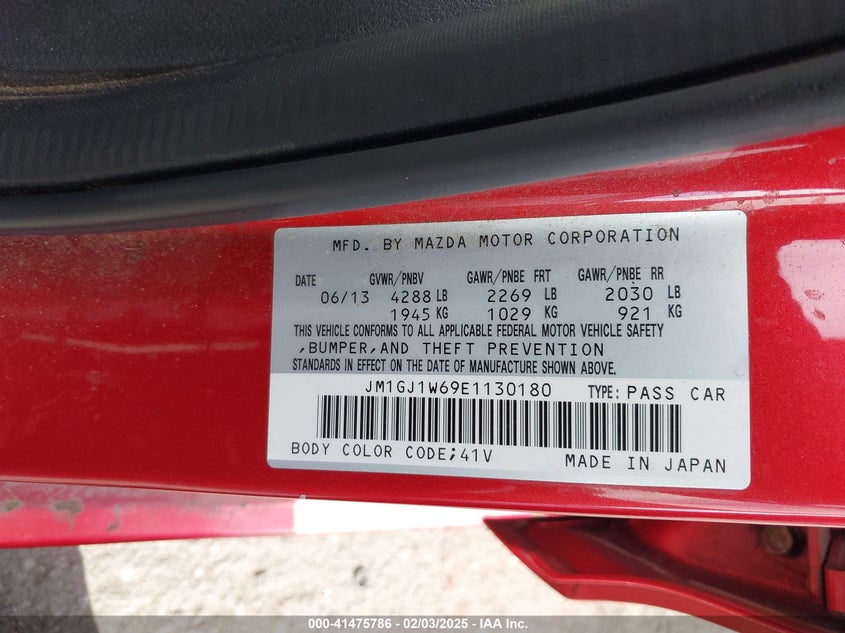 MFD. BY MAZDA MOTOR CORPORATION
DATE GVWR/PNBV GAWR/PNBE FRT GAWR/PNBE RR
06/13 4288 LB 2269 LB 2030 LB
1945 KG 1029 KG 921 KG
THIS VEHICLE CONFORMS TO ALL APPLICABLE FEDERAL MOTOR VEHICLE SAFETY
,BUMPER,AND THEFT PREVENTION
STANDARDS IN EFFECT ON THE DATE OF MANUFACTURE SHOWN ABOVE.
JM1GJ1W69E1130180 TYPE: PASS CAR
BODY COLOR CODE;41V MADE IN JAPAN
000-41475786 - 02/03/2025 - IAA Inc.